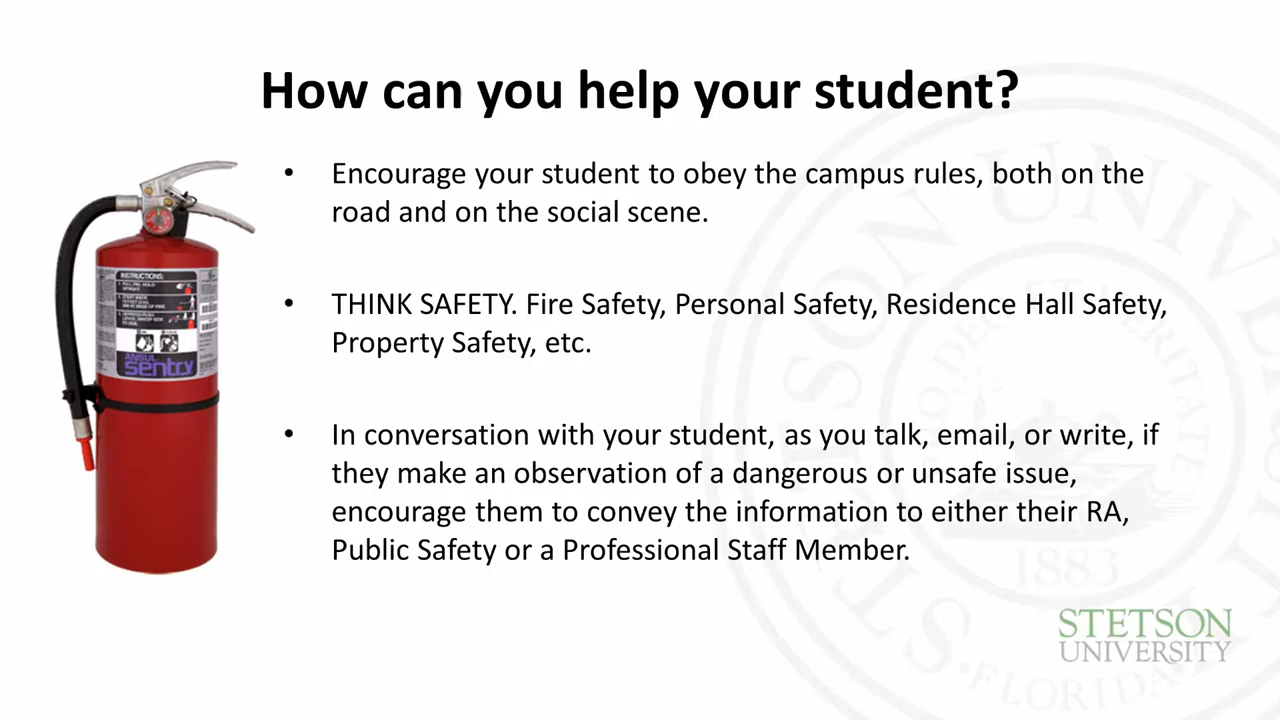 How can you help your student?
• Encourage your student to obey the campus rules, both on the
road and on the social scene.
• THINK SAFETY. Fire Safety, Personal Safety, Residence Hall Safety,
Property Safety, etc.
• In conversation with your student, as you talk, email, or write, if
they make an observation of a dangerous or unsafe issue,
encourage them to convey the information to either their RA,
Public Safety or a Professional Staff Member.
INSTRUCTIONS:
ANSUL
sentry
1883
FLORIDA
STETSON
UNIVERSITY